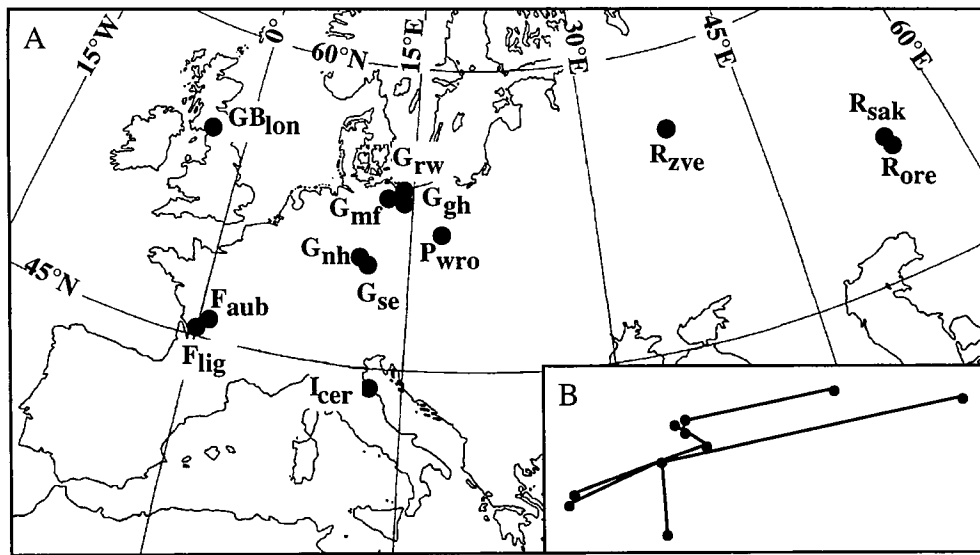 A
15°W
0°
60°N
15°E
30°E
45°E
60°E
GBlon
Rsak
Rzve
Rore
Grw
Gmf
Ggh
Gnh
Pwro
Gse
45°N
Faub
Flig
Icer
B